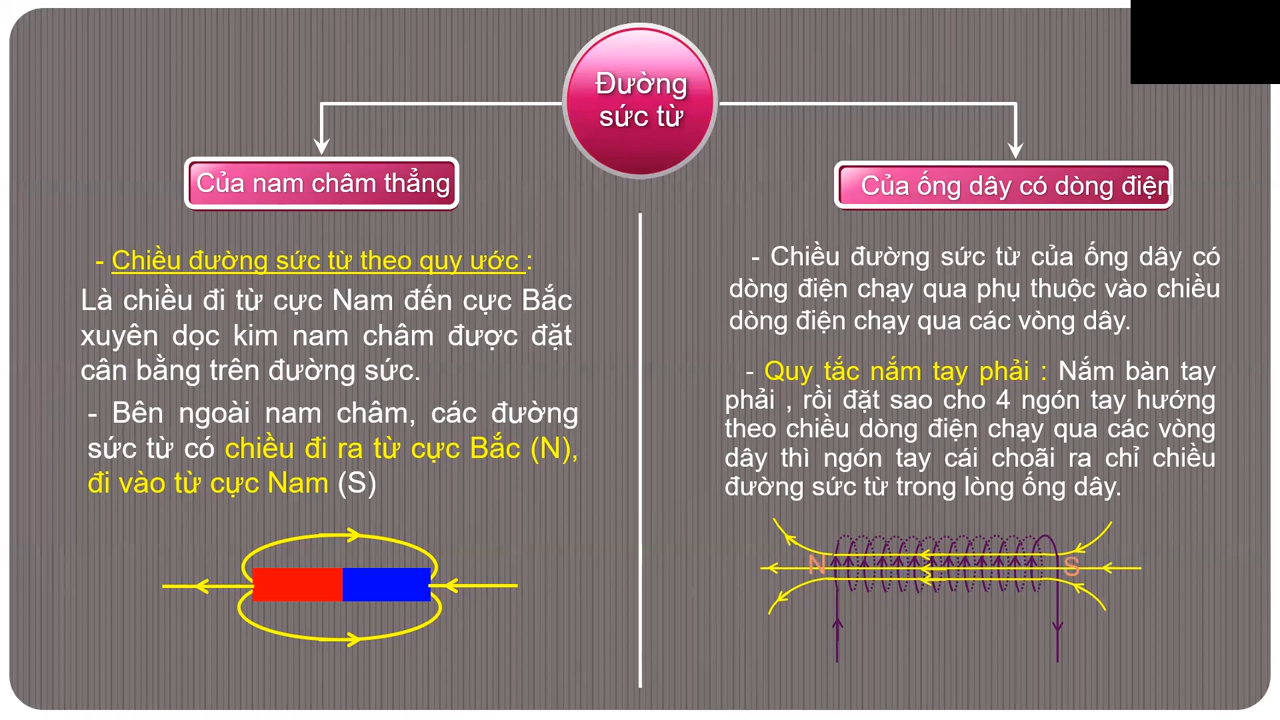 Đường
sức từ
Của nam châm thẳng
Của ống dây có dòng điện
- Chiều đường sức từ theo quy ước :
Là chiều đi từ cực Nam đến cực Bắc
xuyên dọc kim nam châm được đặt
cân bằng trên đường sức.
- Bên ngoài nam châm, các đường
sức từ có chiều đi ra từ cực Bắc (N),
đi vào từ cực Nam (S)
- Chiều đường sức từ của ống dây có
dòng điện chạy qua phụ thuộc vào chiều
dòng điện chạy qua các vòng dây.
- Quy tắc nắm tay phải : Nắm bàn tay
phải , rồi đặt sao cho 4 ngón tay hướng
theo chiều dòng điện chạy qua các vòng
dây thì ngón tay cái choãi ra chỉ chiều
đường sức từ trong lòng ống dây.
N
S